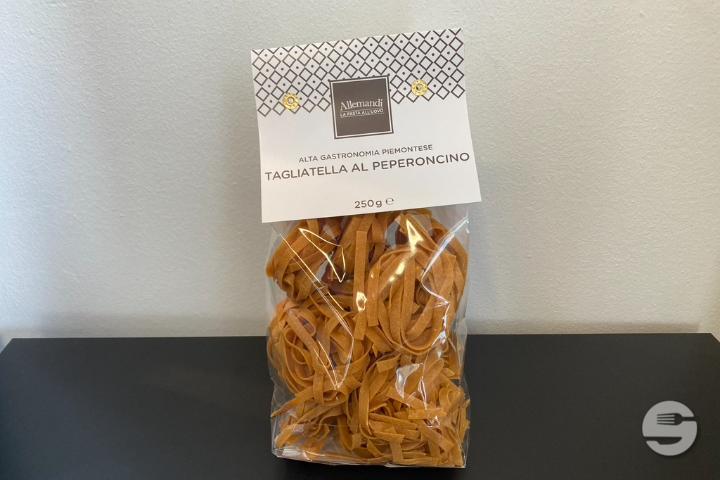 Allemandi
LA PASTA ALL'UOVO
ALTA GASTRONOMIA PIEMONTESE
TAGLIATELLA AL PEPERONCINO
250g ℮